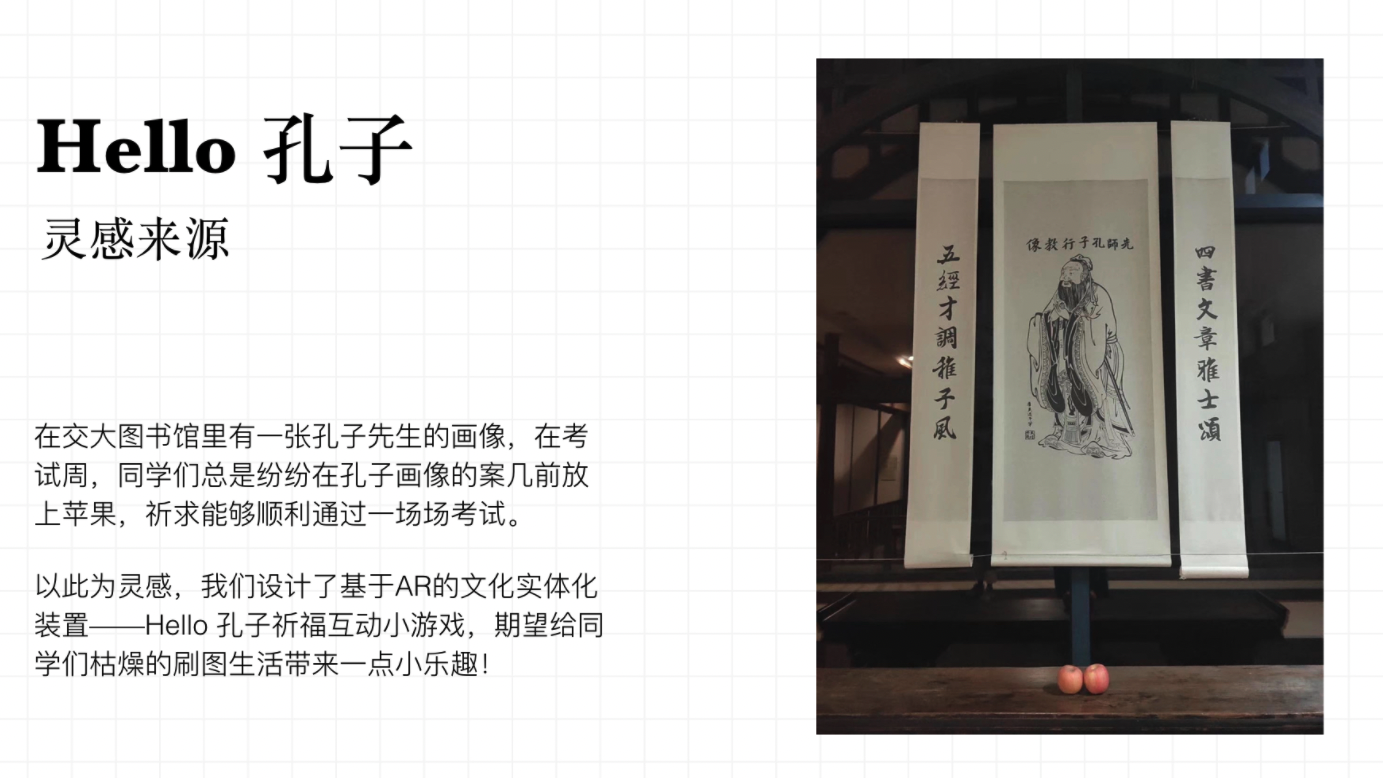 Hello 孔子
灵感来源
在交大图书馆里有一张孔子先生的画像，在考
试周，同学们总是纷纷在孔子画像的案几前放
上苹果，祈求能够顺利通过一场场考试。
以此为灵感，我们设计了基于AR的文化实体化
装置——Hello 孔子祈福互动小游戏，期望给同
学们枯燥的刷图生活带来一点小乐趣！
先師孔子行教像
四書文章雅士頌
五經才調稚子風